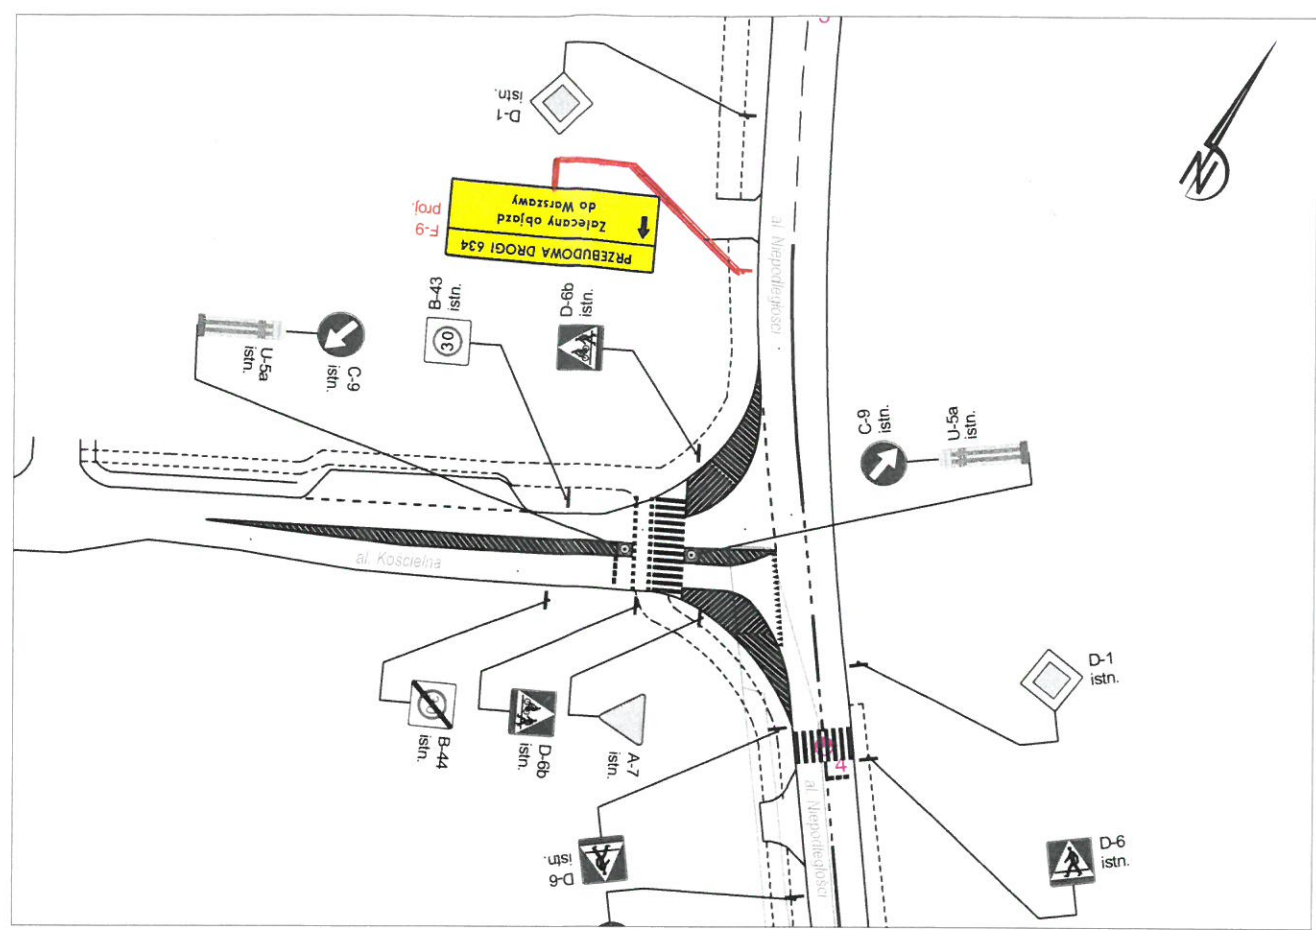 D-1
istn.
PRZEBUDOWA DROGI 634
Zalecany objazd
do Warszawy
F-9
proj.
al. Niepodległości
B-43
istn.
30
D-6b
istn.
U-5a
istn.
C-9
istn.
C-9
istn.
U-5a
istn.
al. Kościelna
30
B-44
istn.
D-6b
istn.
A-7
istn.
D-1
istn.
4
al. Niepodległości
D-6
istn.
D-6
istn.
N